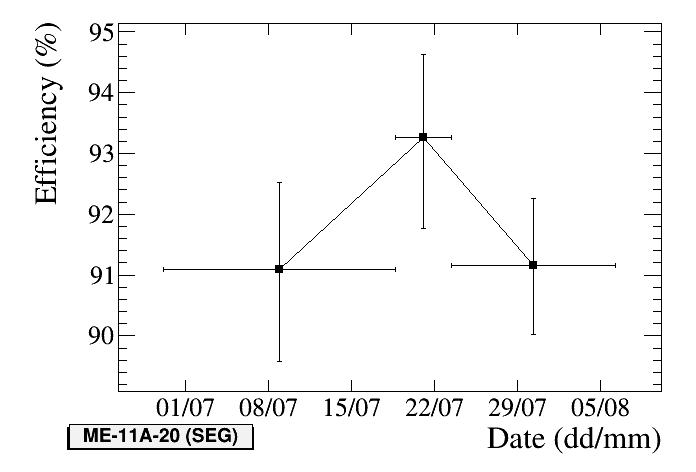 Efficiency (%)
95
94
93
92
91
90
01/07 08/07 15/07 22/07 29/07 05/08
Date (dd/mm)
ME-11A-20 (SEG)